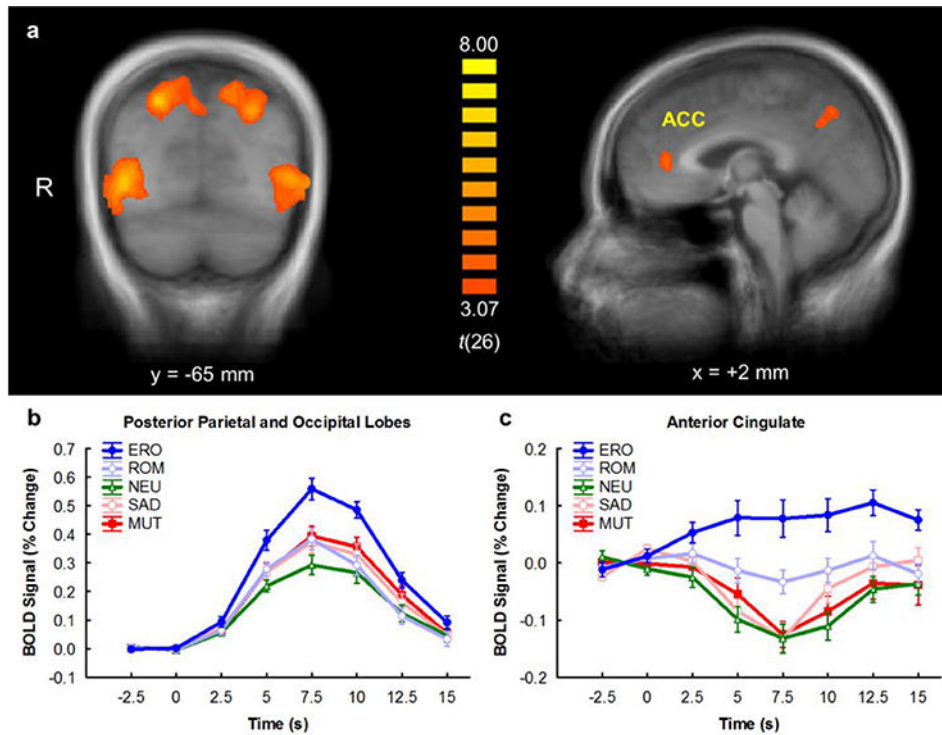 a
8.00
ACC
R
3.07
t(26)
y = -65 mm
x = +2 mm
b
Posterior Parietal and Occipital Lobes
BOLD Signal (% Change)
0.7
0.6
0.5
0.4
0.3
0.2
0.1
0.0
-0.1
ERO
ROM
NEU
SAD
MUT
-2.5 0 2.5 5 7.5 10 12.5 15
Time (s)
c
Anterior Cingulate
BOLD Signal (% Change)
0.2
0.1
0.0
-0.1
-0.2
ERO
ROM
NEU
SAD
MUT
-2.5 0 2.5 5 7.5 10 12.5 15
Time (s)